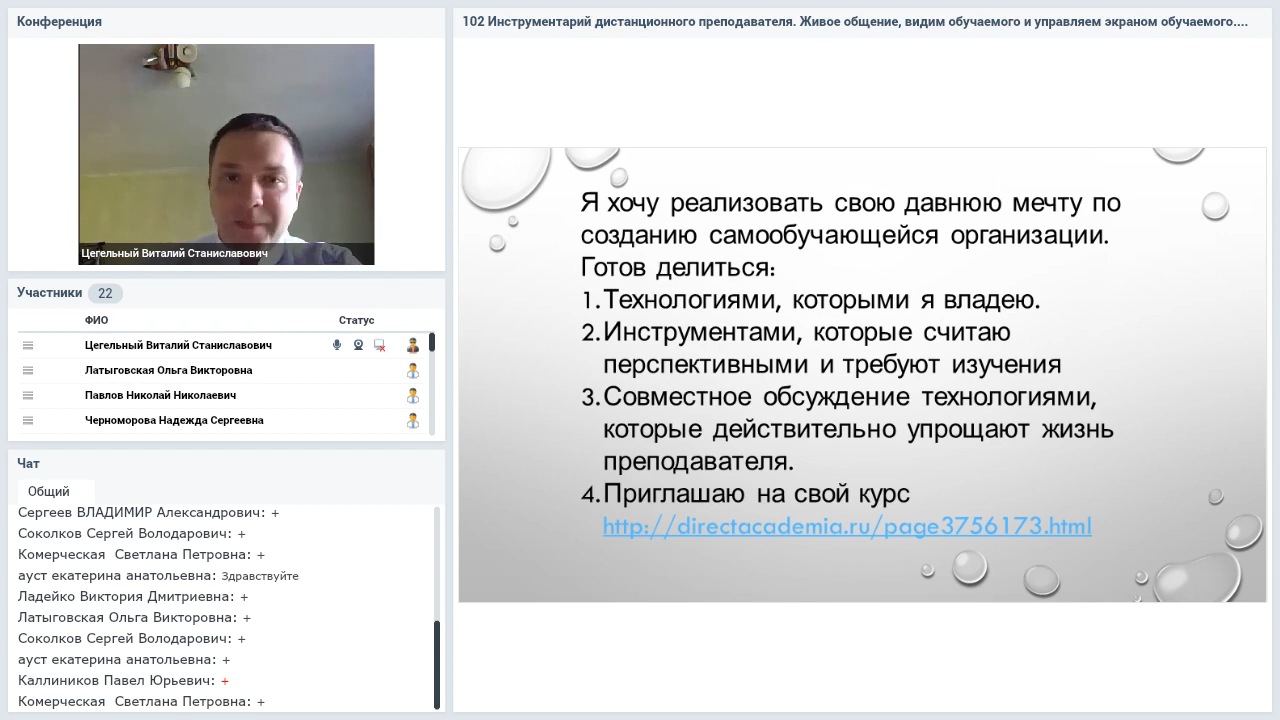 Конференция
Цегельный Виталий Станиславович
Участники 22
ФИО Статус
Цегельный Виталий Станиславович
Латыговская Ольга Викторовна
Павлов Николай Николаевич
Черноморова Надежда Сергеевна
Чат
Общий
Сергеев ВЛАДИМИР Александрович: +
Соколков Сергей Володарович: +
Комерческая Светлана Петровна: +
ауст екатерина анатольевна: Здравствуйте
Ладейко Виктория Дмитриевна: +
Латыговская Ольга Викторовна: +
Соколков Сергей Володарович: +
ауст екатерина анатольевна: +
Каллиников Павел Юрьевич: +
Комерческая Светлана Петровна: +
102 Инструментарий дистанционного преподавателя. Живое общение, видим обучаемого и управляем экраном обучаемого....
Я хочу реализовать свою давнюю мечту по
созданию самообучающейся организации.
Готов делиться:
1.Технологиями, которыми я владею.
2.Инструментами, которые считаю
перспективными и требуют изучения
3.Совместное обсуждение технологиями,
которые действительно упрощают жизнь
преподавателя.
4.Приглашаю на свой курс
http://directacademia.ru/page3756173.html